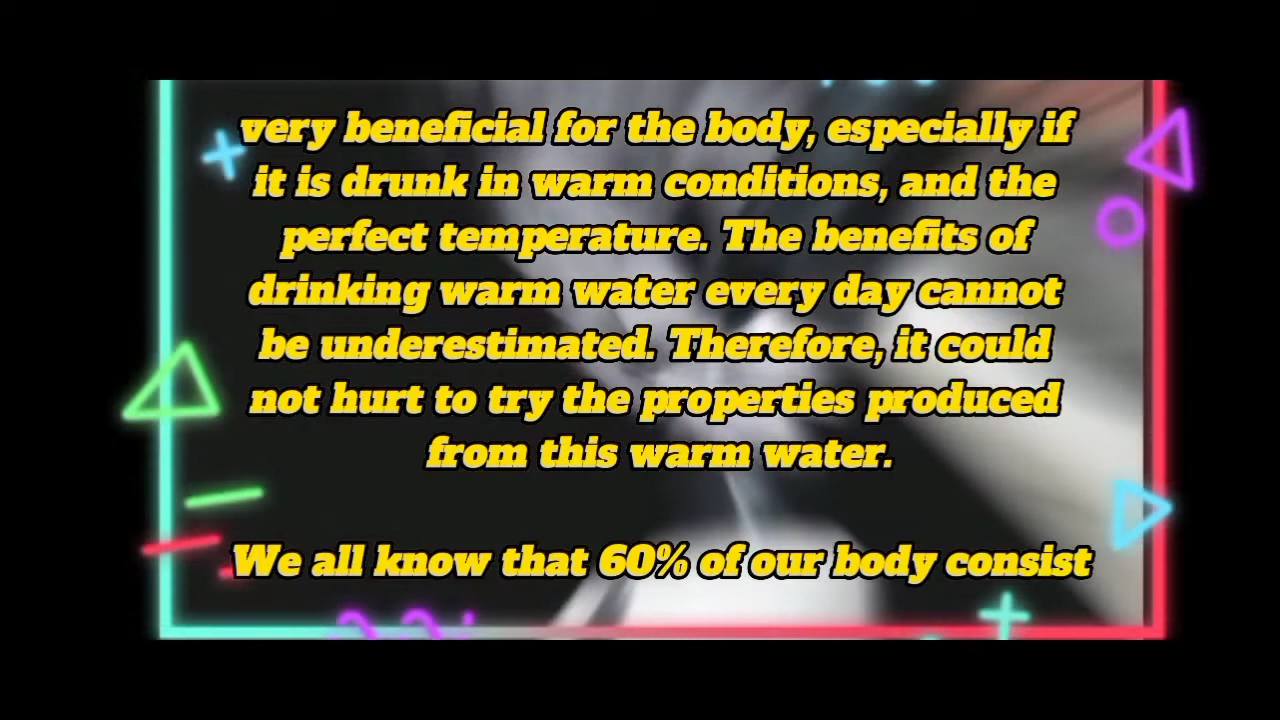 very beneficial for the body, especially if
it is drunk in warm conditions, and the
perfect temperature. The benefits of
drinking warm water every day cannot
be underestimated. Therefore, it could
not hurt to try the properties produced
from this warm water.
We all know that 60% of our body consist